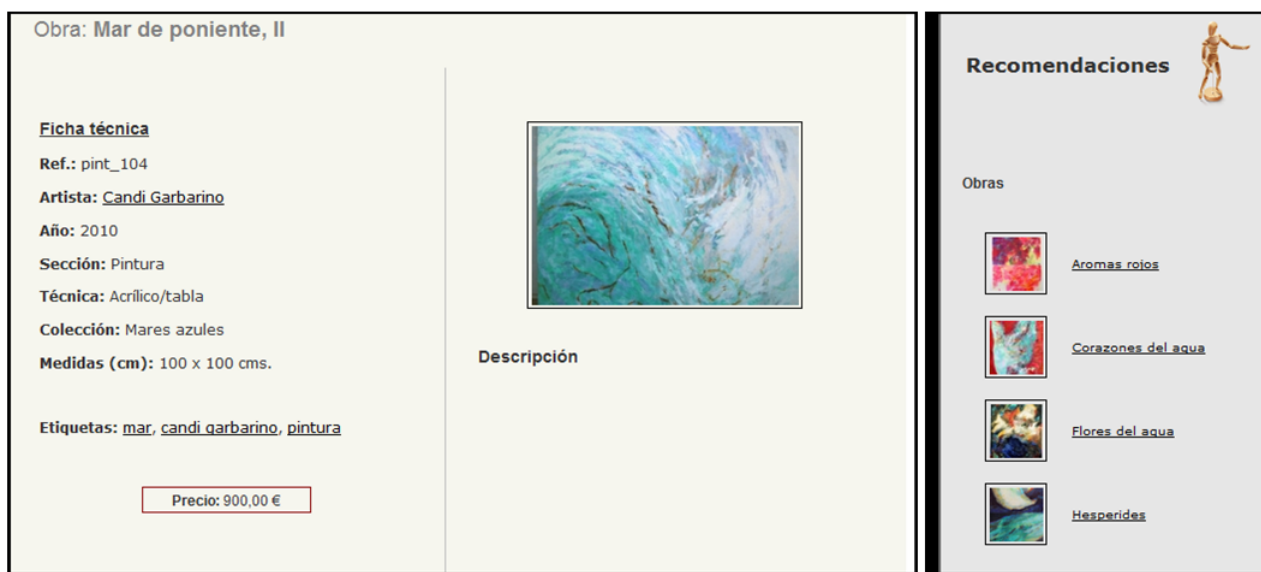 Obra: Mar de poniente, II
Ficha técnica
Ref.: pint_104
Artista: Candi Garbarino
Año: 2010
Sección: Pintura
Técnica: Acrílico/tabla
Colección: Mares azules
Medidas (cm): 100 x 100 cms.
Etiquetas: mar, candi garbarino, pintura
Precio: 900,00 €
Descripción
Recomendaciones
Obras
Aromas rojos
Corazones del agua
Flores del agua
Hesperides